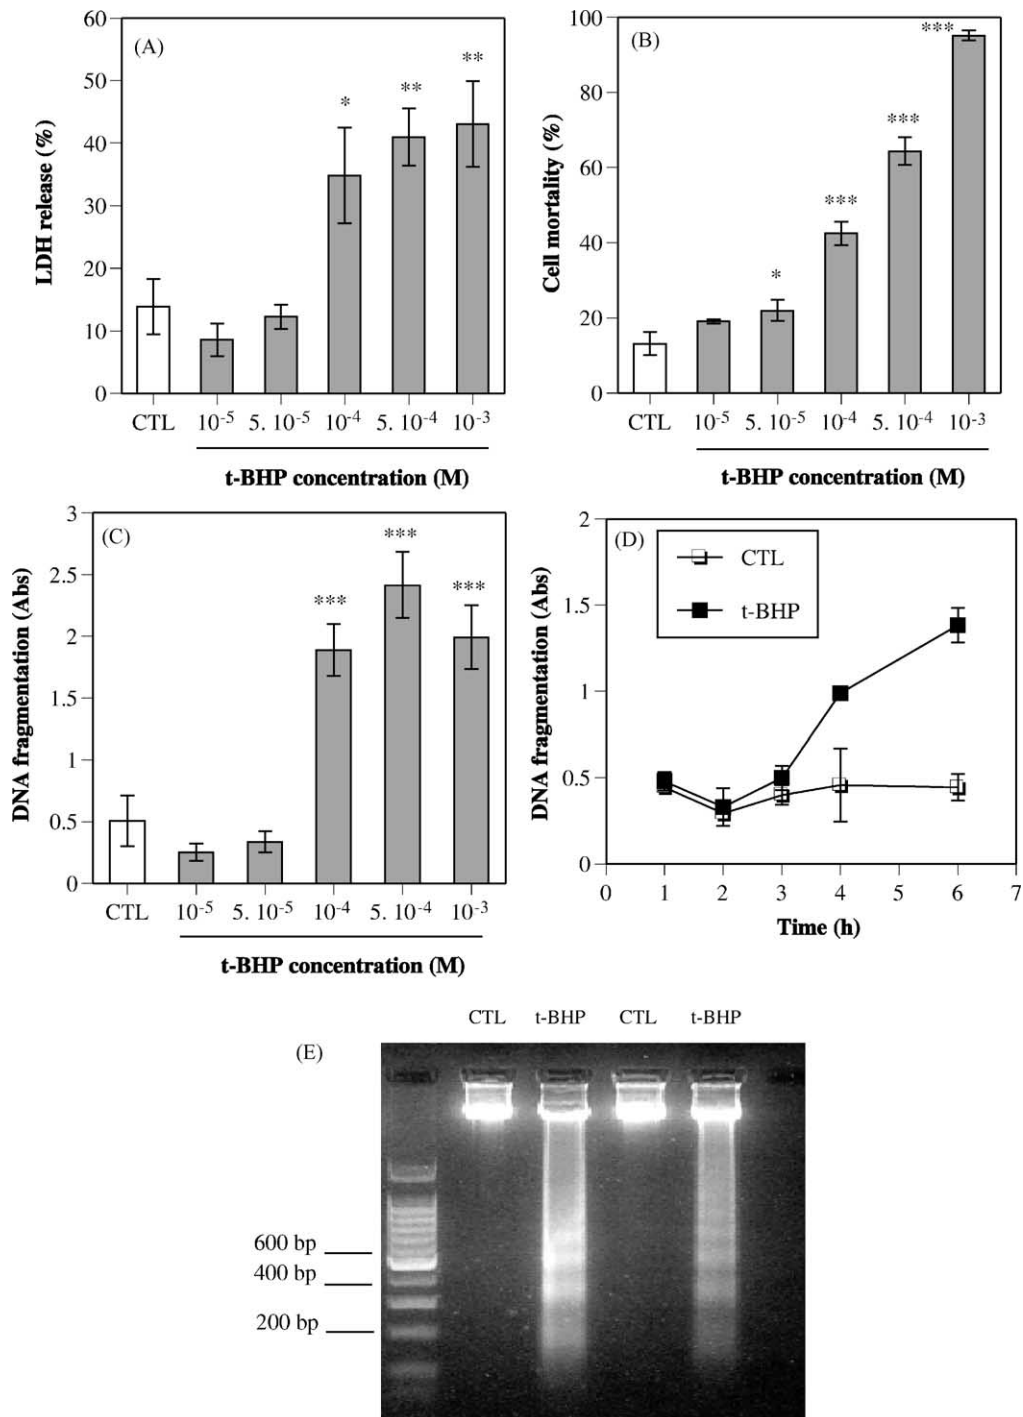 (A)
LDH release (%)
60
50
40
30
20
10
0
* ** **
CTL 10-5 5. 10-5 10-4 5. 10-4 10-3
t-BHP concentration (M)
(B)
Cell mortality (%)
100
80
60
40
20
0
* *** *** ***
CTL 10-5 5. 10-5 10-4 5. 10-4 10-3
t-BHP concentration (M)
(C)
DNA fragmentation (Abs)
3
2.5
2
1.5
1
0.5
0
*** *** ***
CTL 10-5 5. 10-5 10-4 5. 10-4 10-3
t-BHP concentration (M)
(D)
CTL
t-BHP
DNA fragmentation (Abs)
2
1.5
1
0.5
0
0 1 2 3 4 5 6 7
Time (h)
(E)
CTL t-BHP CTL t-BHP
600 bp
400 bp
200 bp